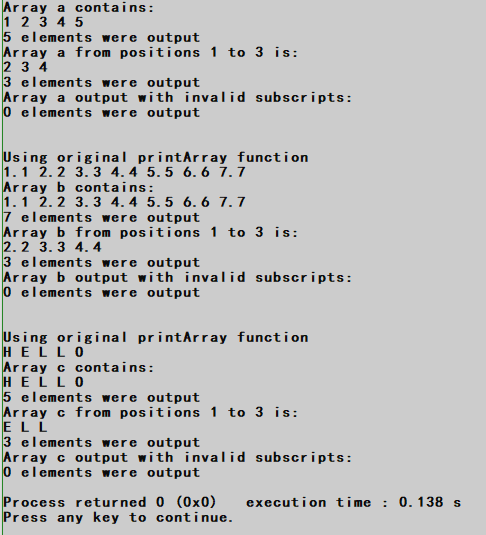 Array a contains:
1 2 3 4 5
5 elements were output
Array a from positions 1 to 3 is:
2 3 4
3 elements were output
Array a output with invalid subscripts:
0 elements were output
Using original printArray function
1.1 2.2 3.3 4.4 5.5 6.6 7.7
Array b contains:
1.1 2.2 3.3 4.4 5.5 6.6 7.7
7 elements were output
Array b from positions 1 to 3 is:
2.2 3.3 4.4
3 elements were output
Array b output with invalid subscripts:
0 elements were output
Using original printArray function
H E L L O
Array c contains:
H E L L O
5 elements were output
Array c from positions 1 to 3 is:
E L L
3 elements were output
Array c output with invalid subscripts:
0 elements were output
Process returned 0 (0x0)   execution time : 0.138 s
Press any key to continue.